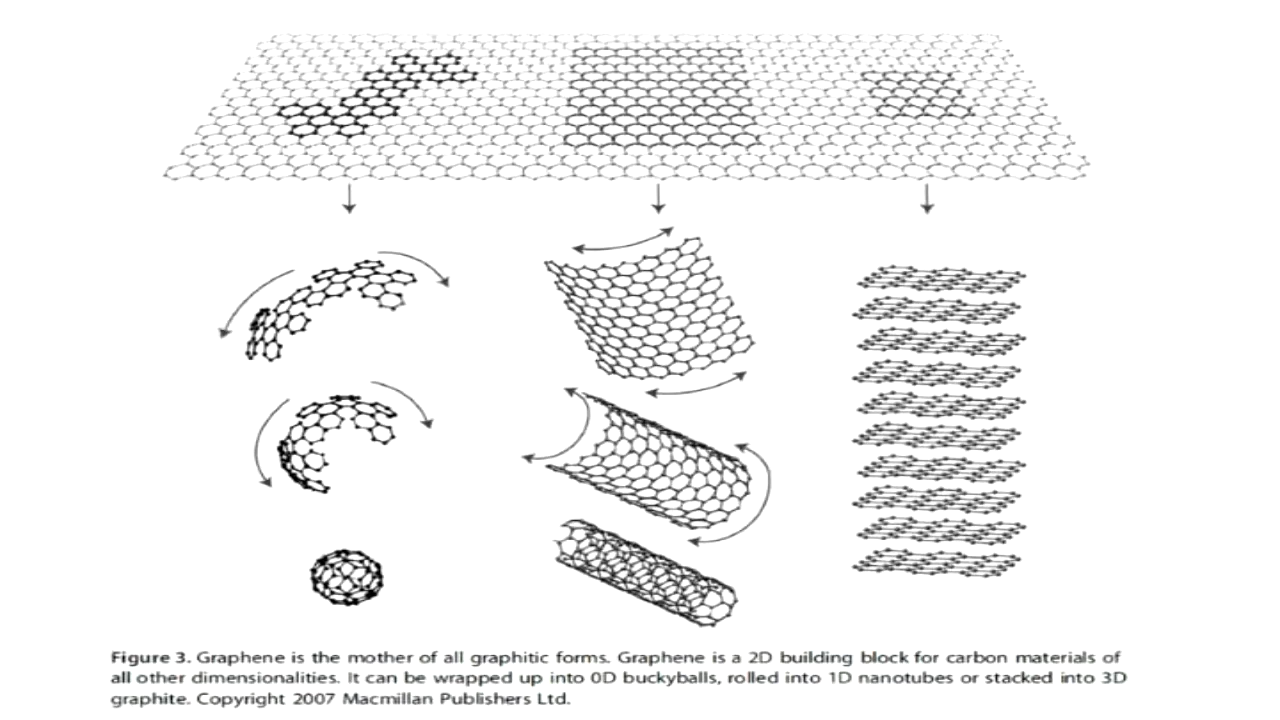 Figure 3. Graphene is the mother of all graphitic forms. Graphene is a 2D building block for carbon materials of
all other dimensionalities. It can be wrapped up into 0D buckyballs, rolled into 1D nanotubes or stacked into 3D
graphite. Copyright 2007 Macmillan Publishers Ltd.